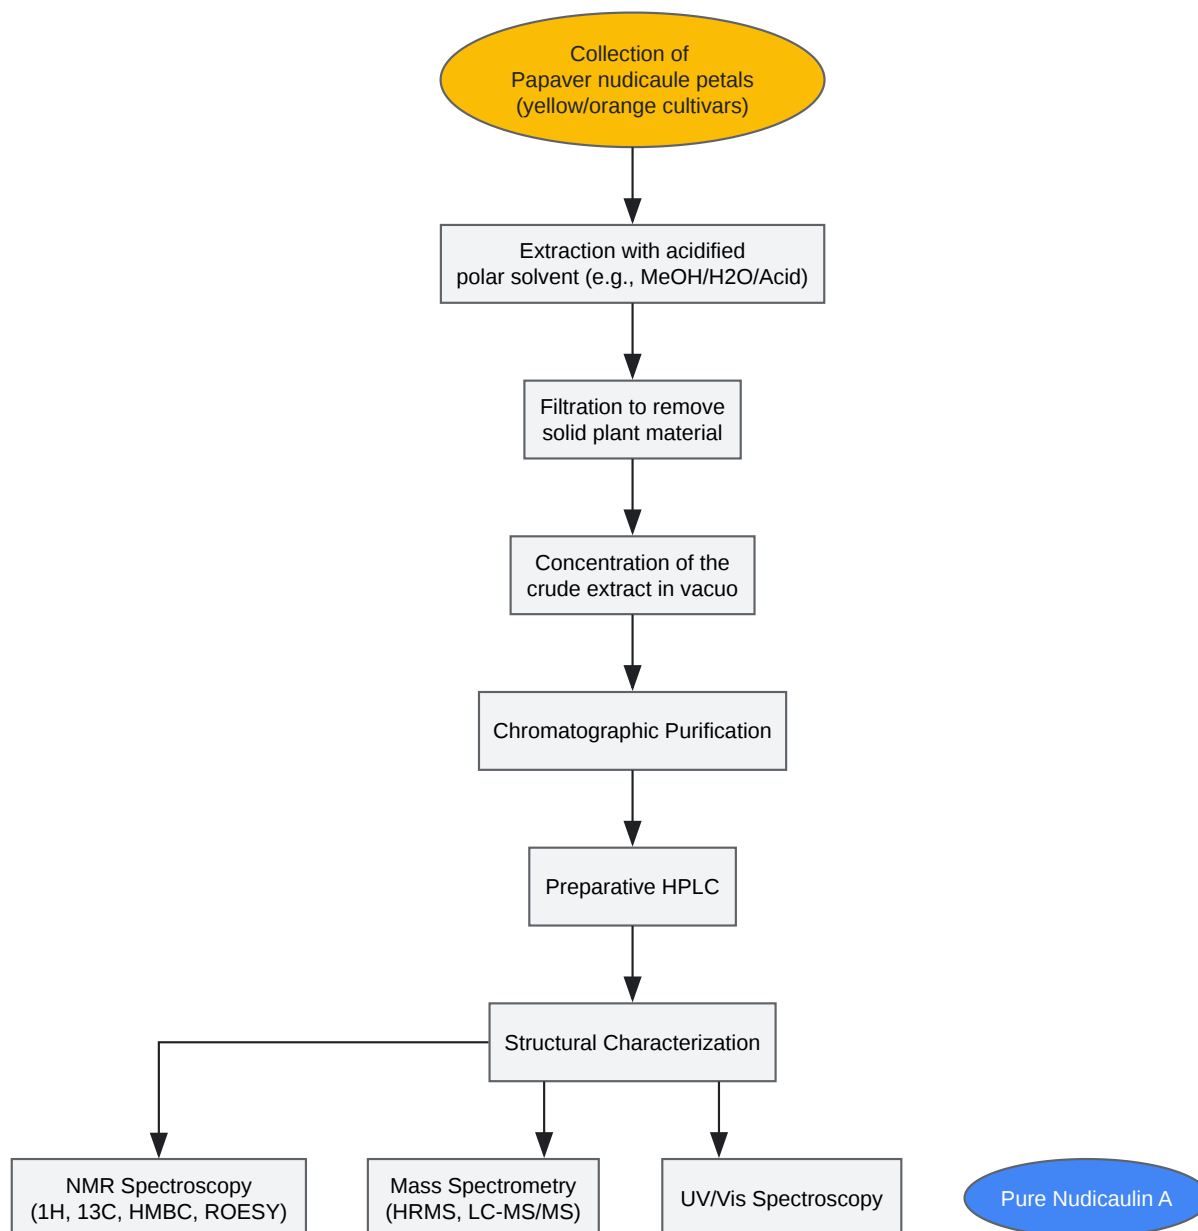 Collection of
Papaver nudicaule petals
(yellow/orange cultivars)
Extraction with acidified
polar solvent (e.g., MeOH/H2O/Acid)
Filtration to remove
solid plant material
Concentration of the
crude extract in vacuo
Chromatographic Purification
Preparative HPLC
Structural Characterization
NMR Spectroscopy
(1H, 13C, HMBC, ROESY)
Mass Spectrometry
(HRMS, LC-MS/MS)
UV/Vis Spectroscopy
Pure Nudicaulin A